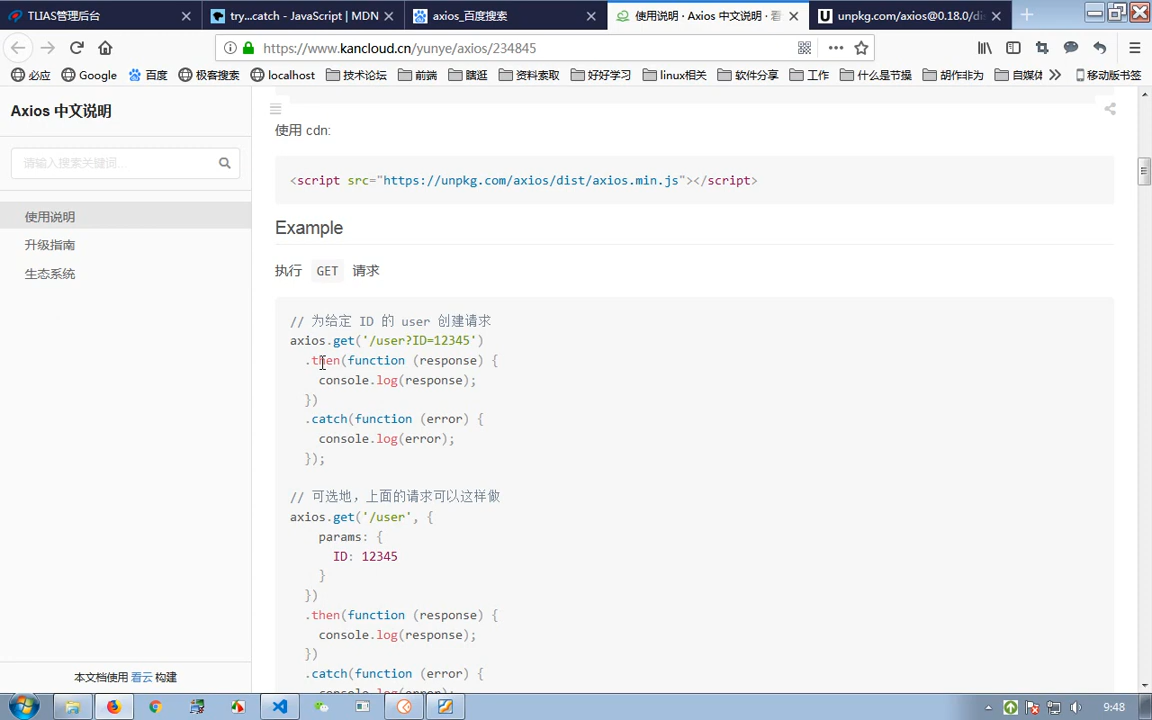 TLIAS管理后台
try...catch - JavaScript | MDN
axios_百度搜索
使用说明 · Axios 中文说明 · 看
unpkg.com/axios@0.18.0/di
https://www.kancloud.cn/yunye/axios/234845
必应
Google
百度
极客搜索
localhost
技术论坛
前端
瞎逛
资料索取
好好学习
linux相关
软件分享
工作
什么是节操
胡作非为
自媒体
移动版书签
Axios 中文说明
请输入搜索关键词...
使用说明
升级指南
生态系统
本文档使用 看云 构建
使用 cdn:
<script src="https://unpkg.com/axios/dist/axios.min.js"></script>
Example
执行 GET 请求
// 为给定 ID 的 user 创建请求
axios.get('/user?ID=12345')
.then(function (response) {
console.log(response);
})
.catch(function (error) {
console.log(error);
});
// 可选地，上面的请求可以这样做
axios.get('/user', {
params: {
ID: 12345
}
})
.then(function (response) {
console.log(response);
})
.catch(function (error) {
console.log(error);
9:48